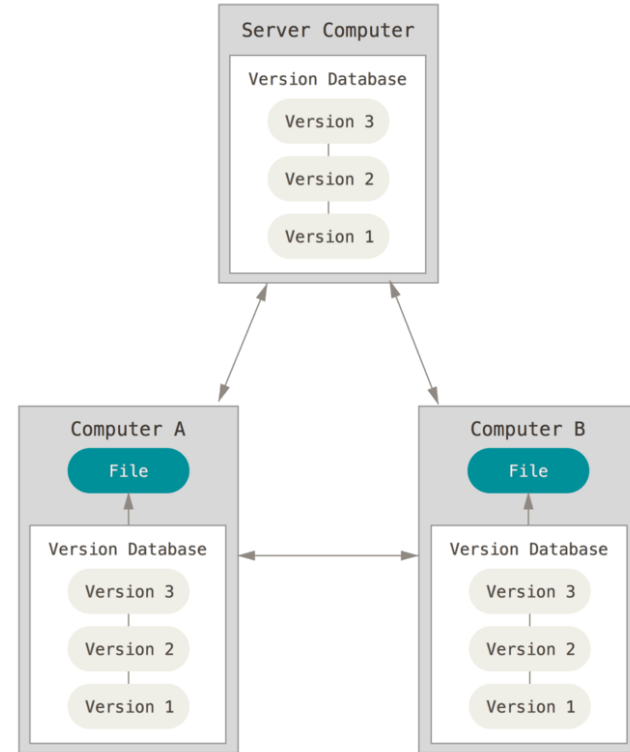 Server Computer
Version Database
Version 3
Version 2
Version 1
Computer A
File
Version Database
Version 3
Version 2
Version 1
Computer B
File
Version Database
Version 3
Version 2
Version 1